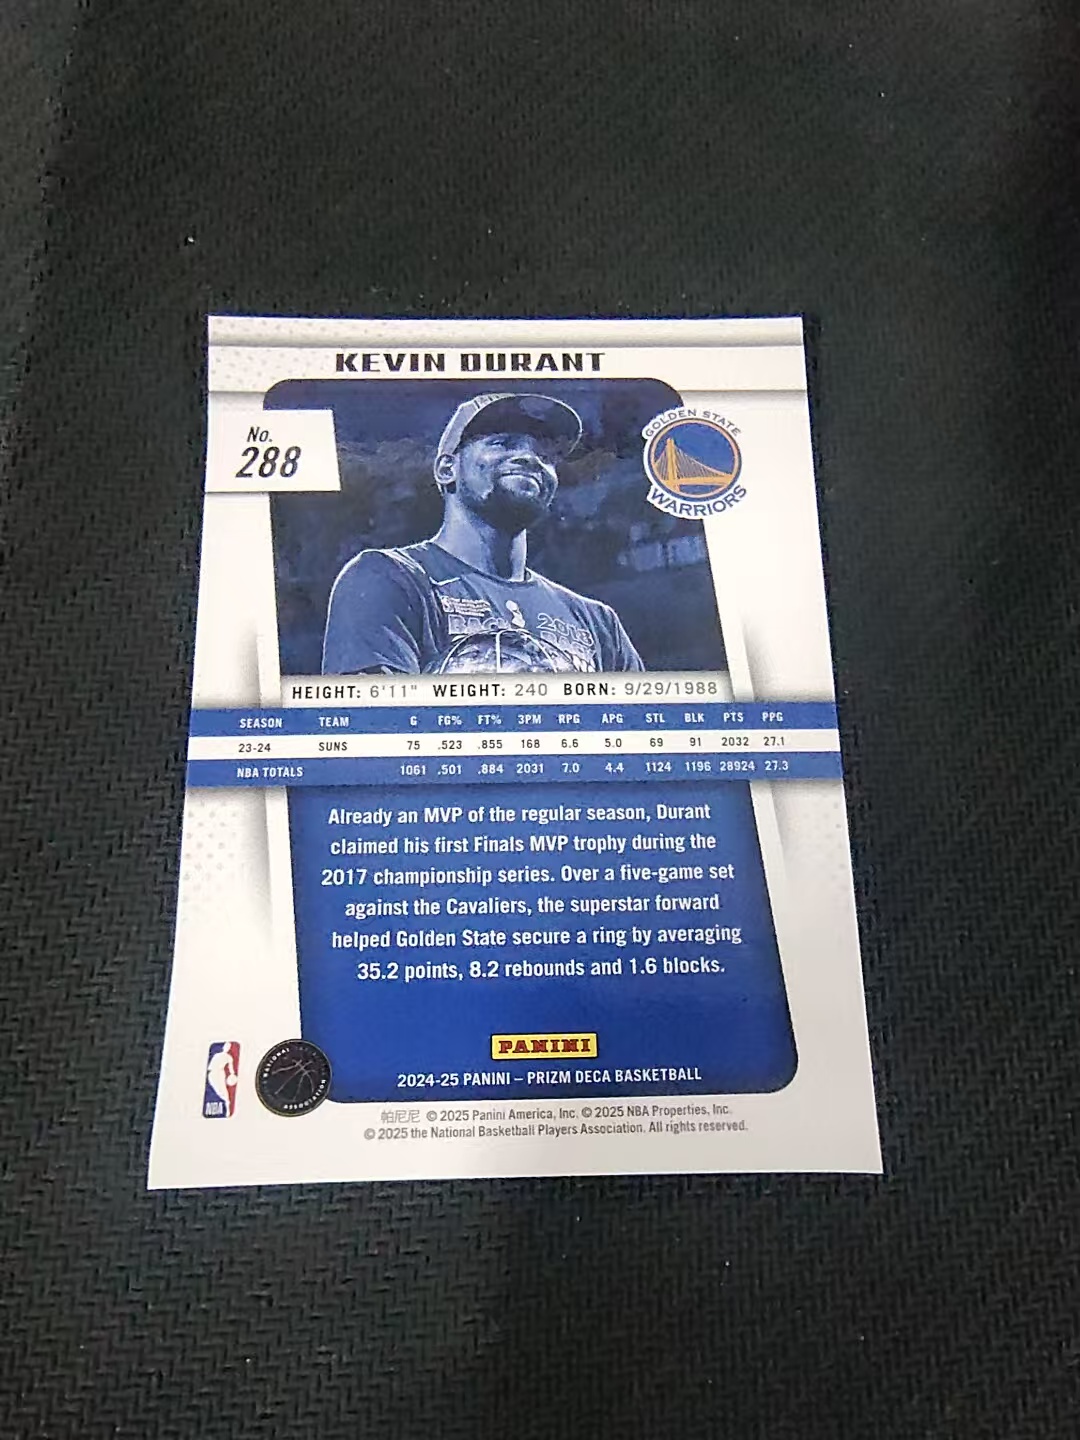 KEVIN DURANT
No.
288
GOLDEN STATE
WARRIORS
2018
HEIGHT: 6'11" WEIGHT: 240 BORN: 9/29/1988
SEASON TEAM G FG% FT% 3PM RPG APG STL BLK PTS PPG
23-24 SUNS 75 .523 .855 168 6.6 5.0 69 91 2032 27.1
NBA TOTALS 1061 .501 .884 2031 7.0 4.4 1124 1196 28924 27.3
Already an MVP of the regular season, Durant
claimed his first Finals MVP trophy during the
2017 championship series. Over a five-game set
against the Cavaliers, the superstar forward
helped Golden State secure a ring by averaging
35.2 points, 8.2 rebounds and 1.6 blocks.
PANINI
2024-25 PANINI – PRIZM DECA BASKETBALL
NBA
NATIONAL
ASSOCIATION
帕尼尼 © 2025 Panini America, Inc. © 2025 NBA Properties, Inc.
© 2025 the National Basketball Players Association. All rights reserved.